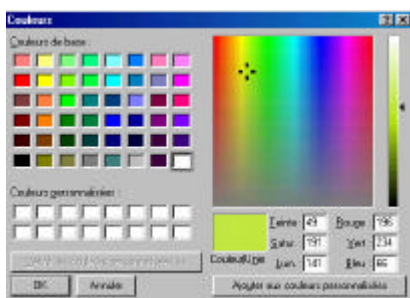 Couleurs
Couleurs de base :
Couleurs personnalisées :
Teinte : 49 Rouge : 196
Satur. : 191 Vert : 234
Couleur|Unie Lum. : 141 Bleu : 66
OK Annuler Ajouter aux couleurs personnalisées